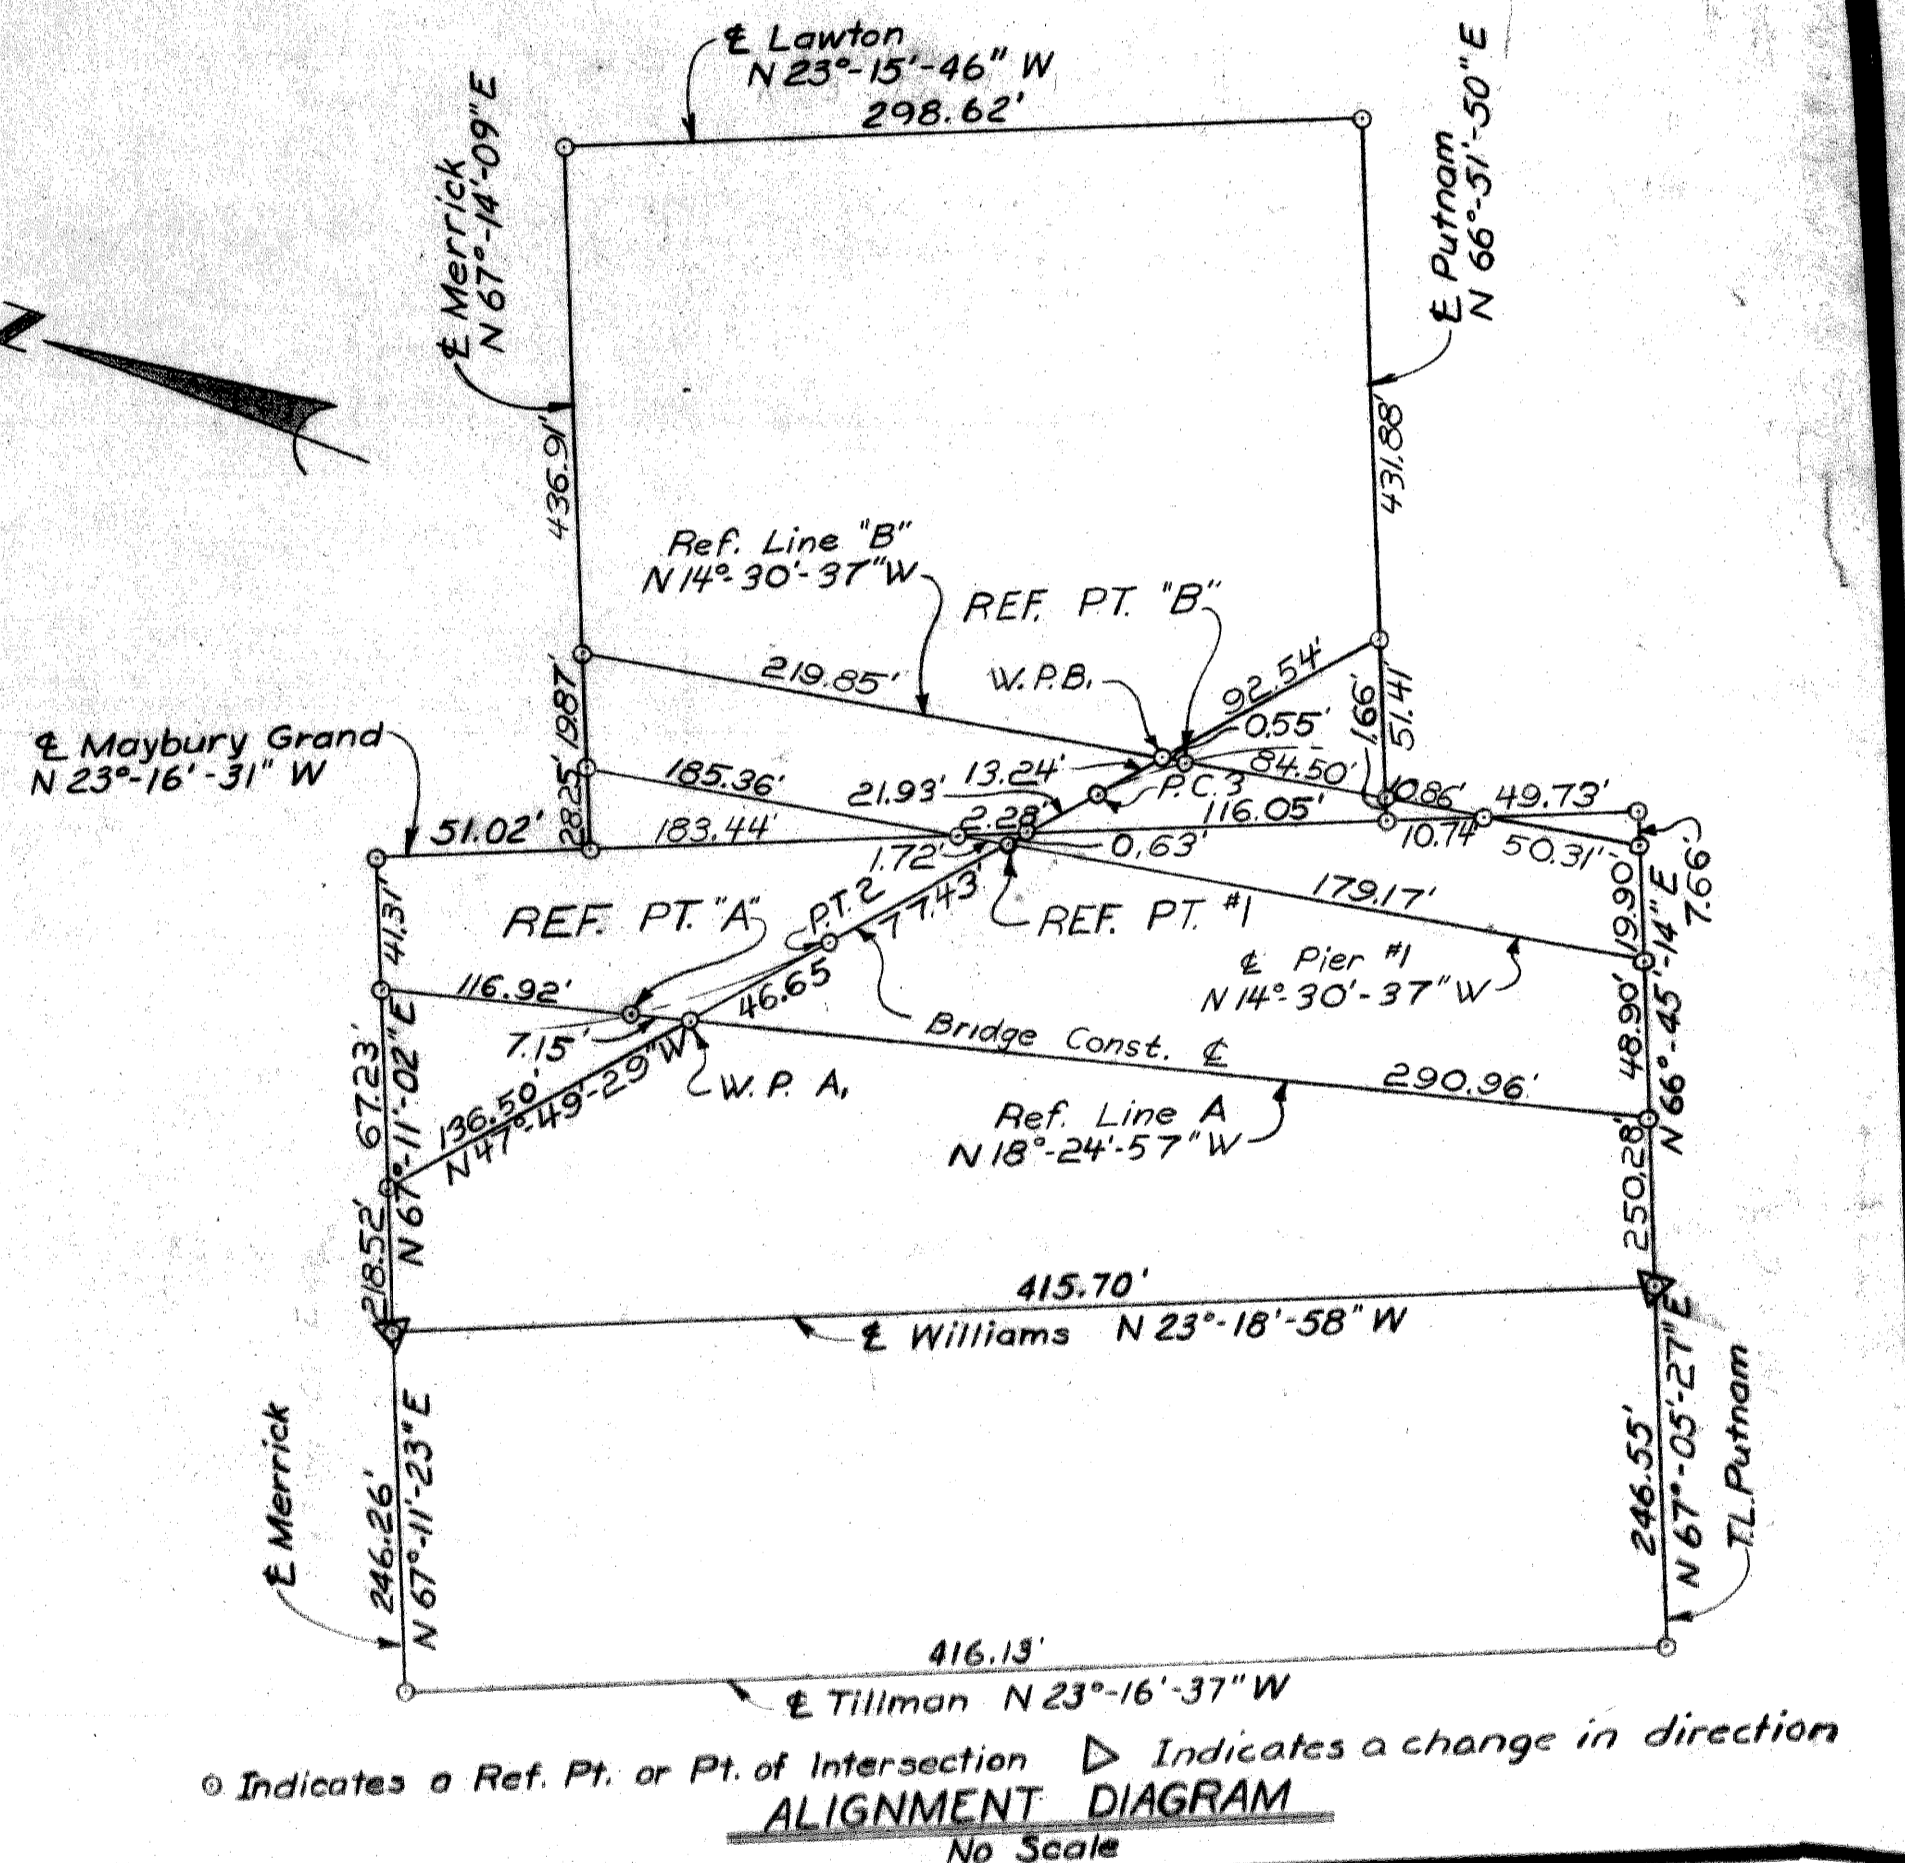 ℄ Lawton
N 23°-15'-46" W
298.62'
℄ Merrick
N 67°-14'-09" E
℄ Putnam
N 66°-51'-50" E
N
436.91'
431.88'
Ref. Line "B"
N 14°-30'-37" W
REF. PT. "B"
W.P.B.
219.85'
92.54'
0.55'
1.66'
51.41'
19.87'
28.25'
℄ Maybury Grand
N 23°-16'-31" W
51.02'
185.36'
183.44'
21.93'
13.24'
P.C. 3
84.50'
10.86'
49.73'
2.28'
116.05'
10.74'
50.31'
7.66'
1.72'
0.63'
41.31'
REF. PT. "A"
P.T. 2
77.43'
REF. PT. #1
179.17'
19.90'
℄ Pier #1
N 14°-30'-37" W
116.92'
7.15'
46.65
Bridge Const. ℄
W.P. A.
136.50'
N 47°-49'-29" W
67.23'
N 67°-11'-02" E
48.90'
N 66°-45'-14" E
290.96'
Ref. Line A
N 18°-24'-57" W
218.52'
250.28'
415.70'
℄ Williams N 23°-18'-58" W
℄ Merrick
246.26'
N 67°-11'-23" E
246.55'
N 67°-05'-27" E
T.L. Putnam
416.13'
℄ Tillman N 23°-16'-37" W
⊙ Indicates a Ref. Pt. or Pt. of Intersection ▷ Indicates a change in direction
ALIGNMENT DIAGRAM
No Scale